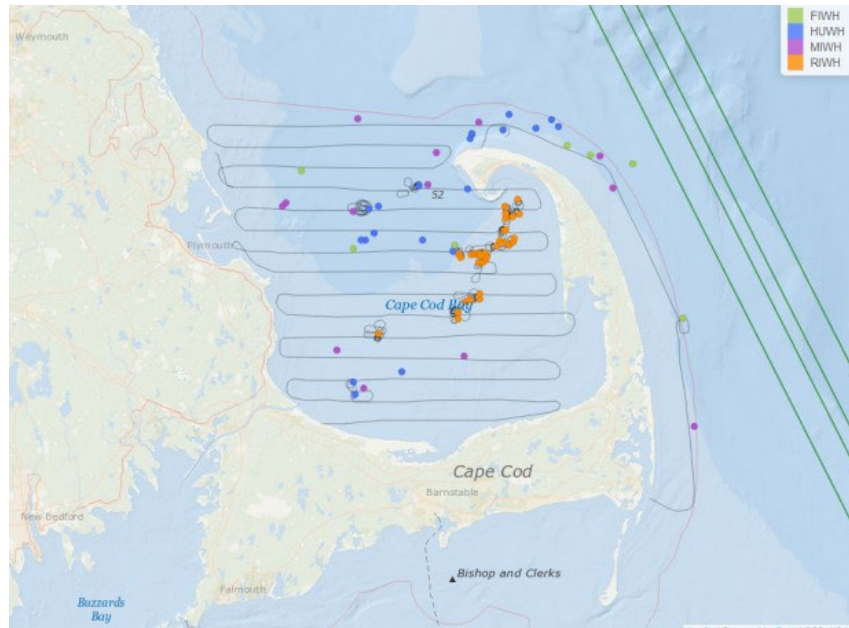 FIWH
HUWH
MIWH
RIWH
Weymouth
52
Plymouth
Cape Cod Bay
Cape Cod
Barnstable
New Bedford
Bishop and Clerks
Falmouth
Buzzards
Bay